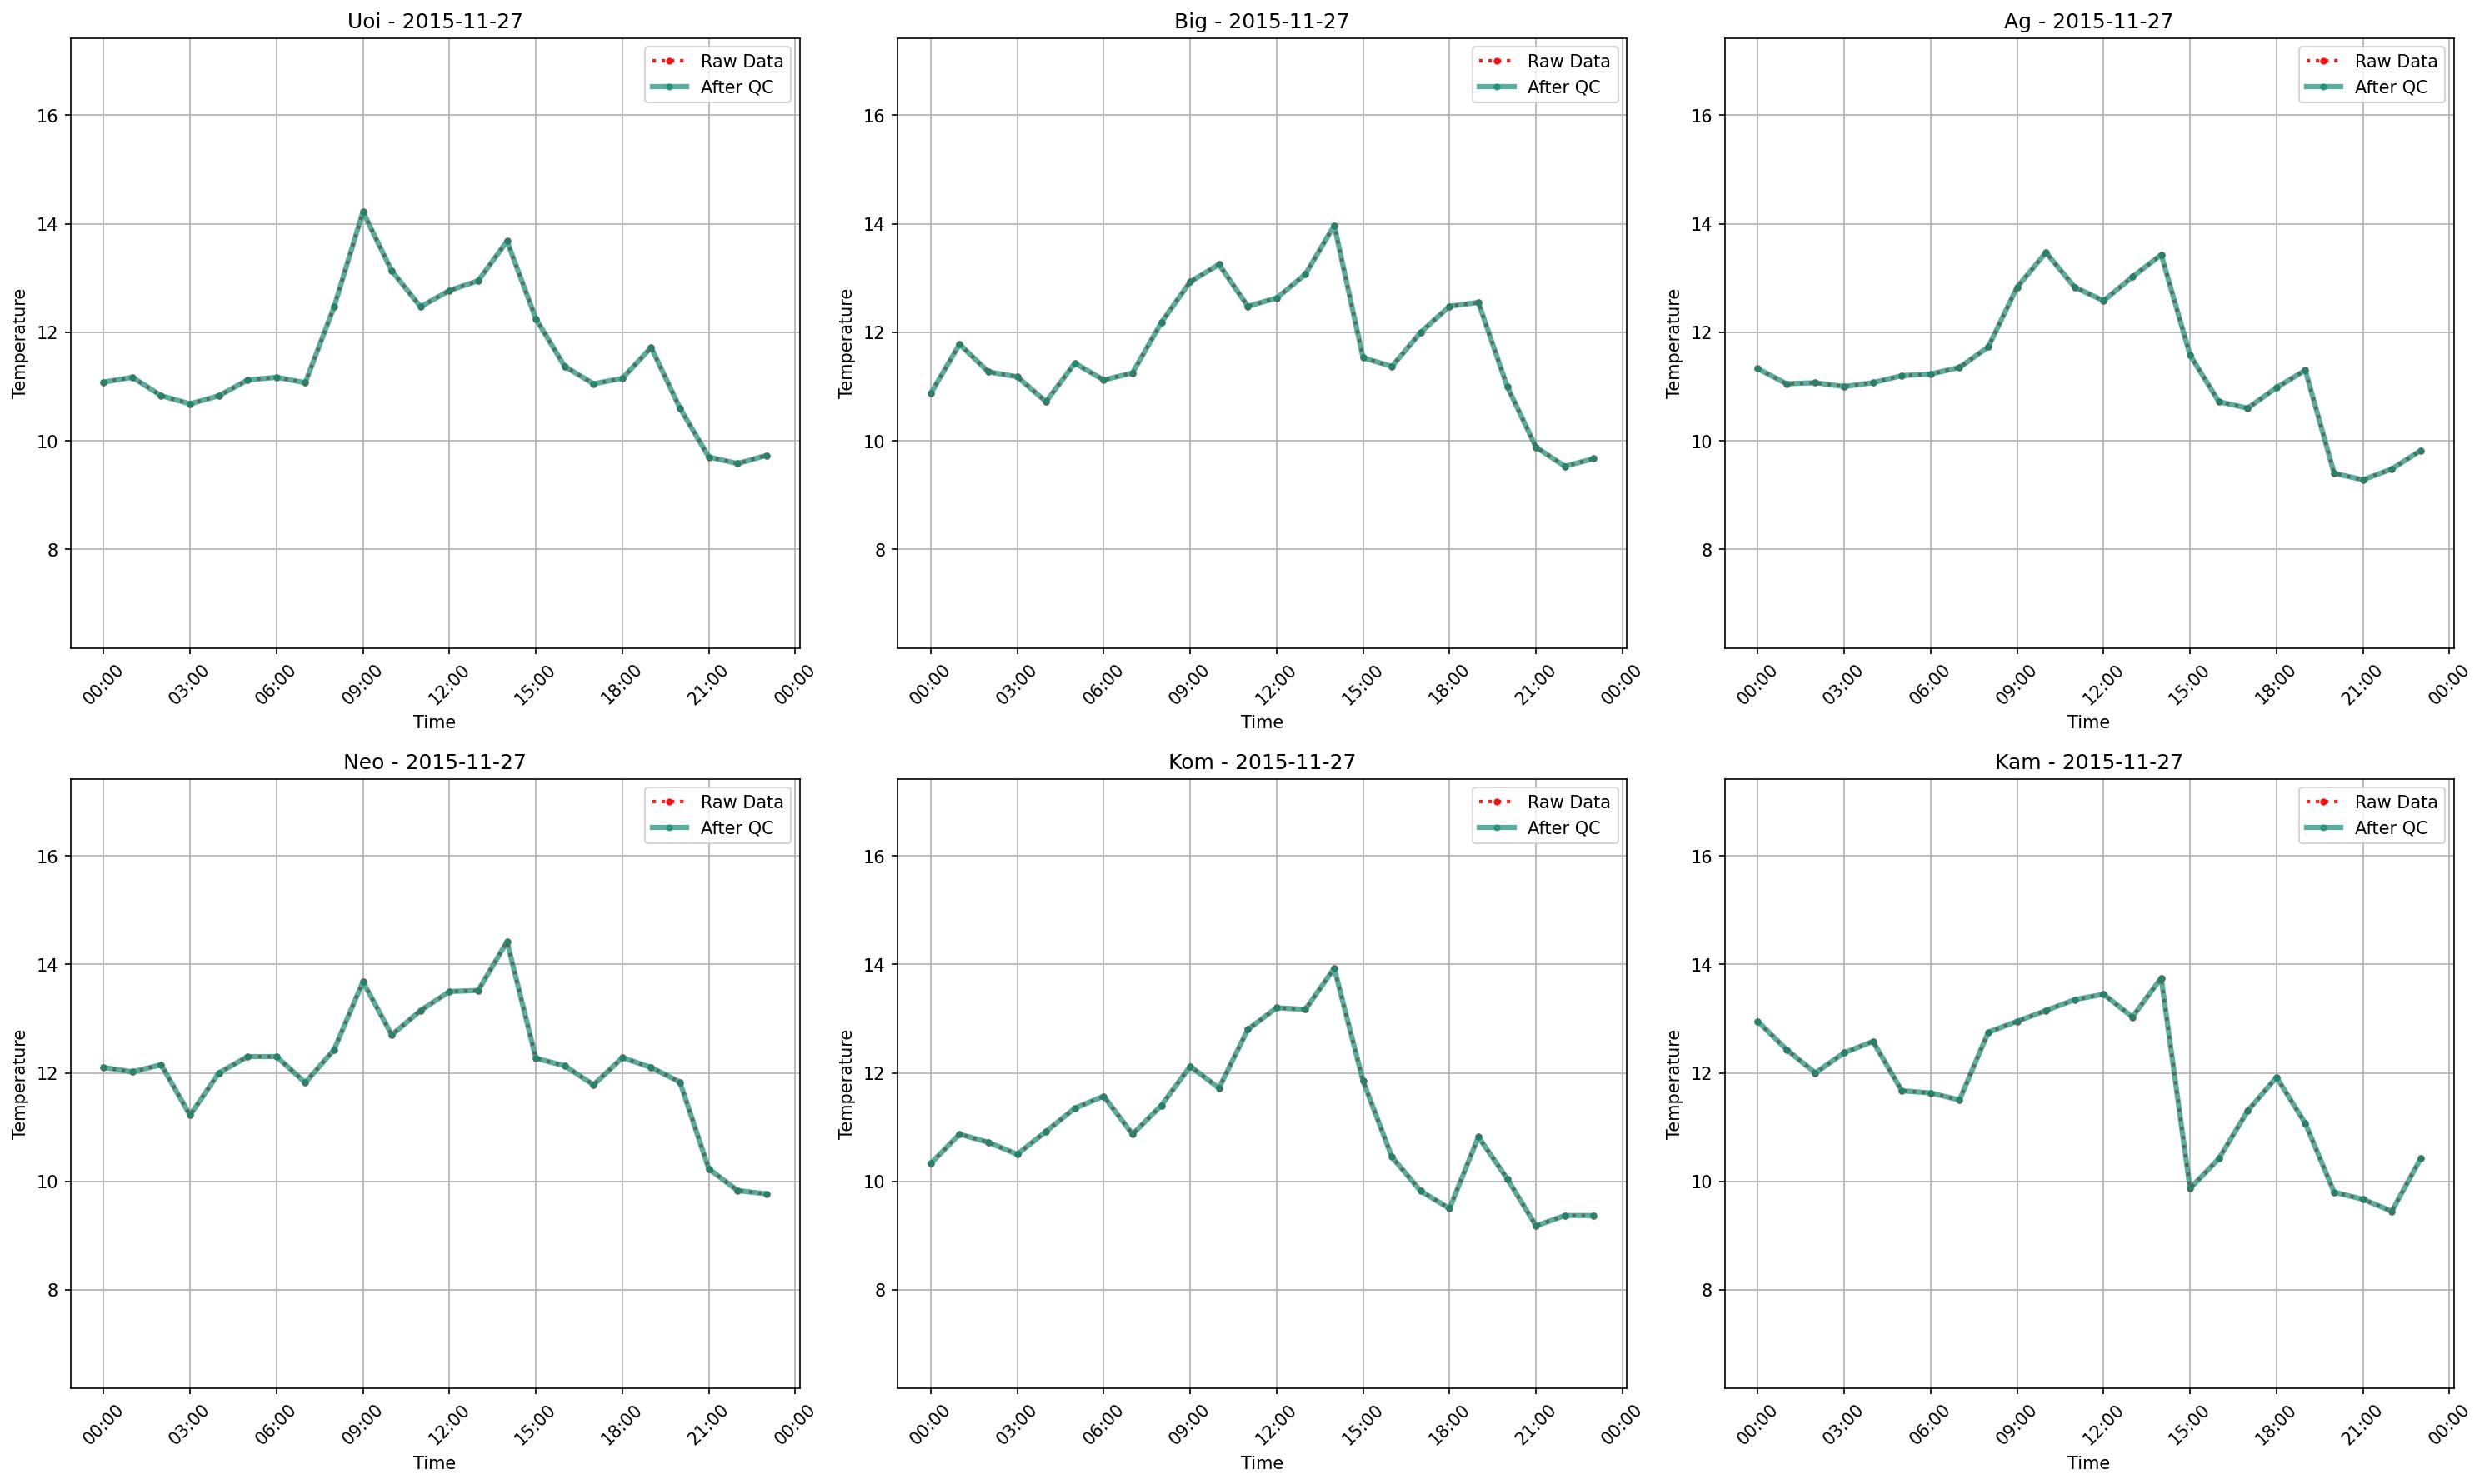 Uoi - 2015-11-27
Raw Data
After QC
16
14
12
10
8
Temperature
00:00
03:00
06:00
09:00
12:00
15:00
18:00
21:00
00:00
Time
Big - 2015-11-27
Raw Data
After QC
16
14
12
10
8
Temperature
00:00
03:00
06:00
09:00
12:00
15:00
18:00
21:00
00:00
Time
Ag - 2015-11-27
Raw Data
After QC
16
14
12
10
8
Temperature
00:00
03:00
06:00
09:00
12:00
15:00
18:00
21:00
00:00
Time
Neo - 2015-11-27
Raw Data
After QC
16
14
12
10
8
Temperature
00:00
03:00
06:00
09:00
12:00
15:00
18:00
21:00
00:00
Time
Kom - 2015-11-27
Raw Data
After QC
16
14
12
10
8
Temperature
00:00
03:00
06:00
09:00
12:00
15:00
18:00
21:00
00:00
Time
Kam - 2015-11-27
Raw Data
After QC
16
14
12
10
8
Temperature
00:00
03:00
06:00
09:00
12:00
15:00
18:00
21:00
00:00
Time